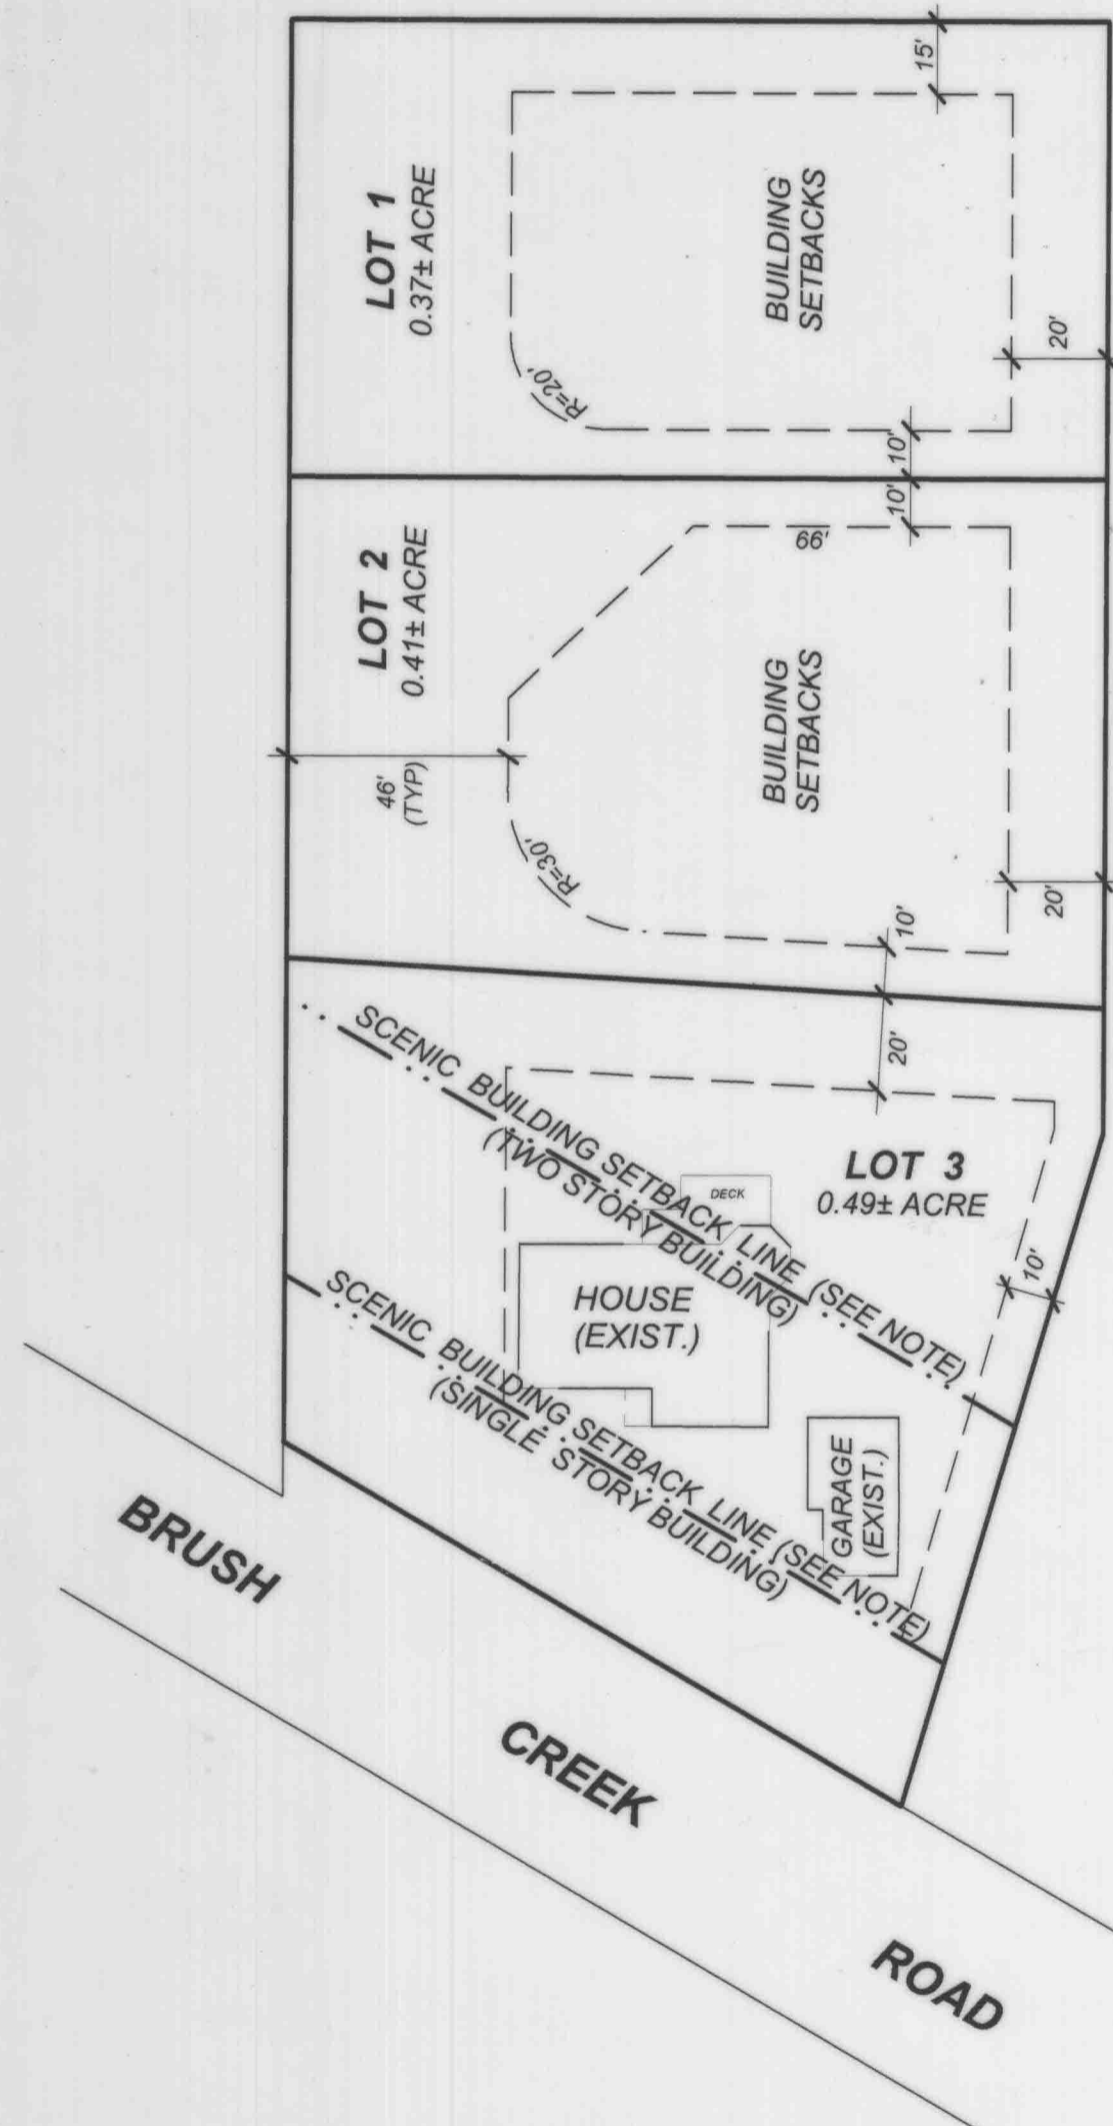 15'
LOT 1
0.37± ACRE
BUILDING
SETBACKS
20'
R=20'
10'
10'
66'
LOT 2
0.41± ACRE
BUILDING
SETBACKS
46'
(TYP)
R=30'
20'
10'
20'
SCENIC BUILDING SETBACK LINE (SEE NOTE)
(TWO STORY BUILDING)
LOT 3
0.49± ACRE
DECK
10'
HOUSE
(EXIST.)
SCENIC BUILDING SETBACK LINE (SEE NOTE)
(SINGLE STORY BUILDING)
GARAGE
(EXIST.)
BRUSH CREEK ROAD